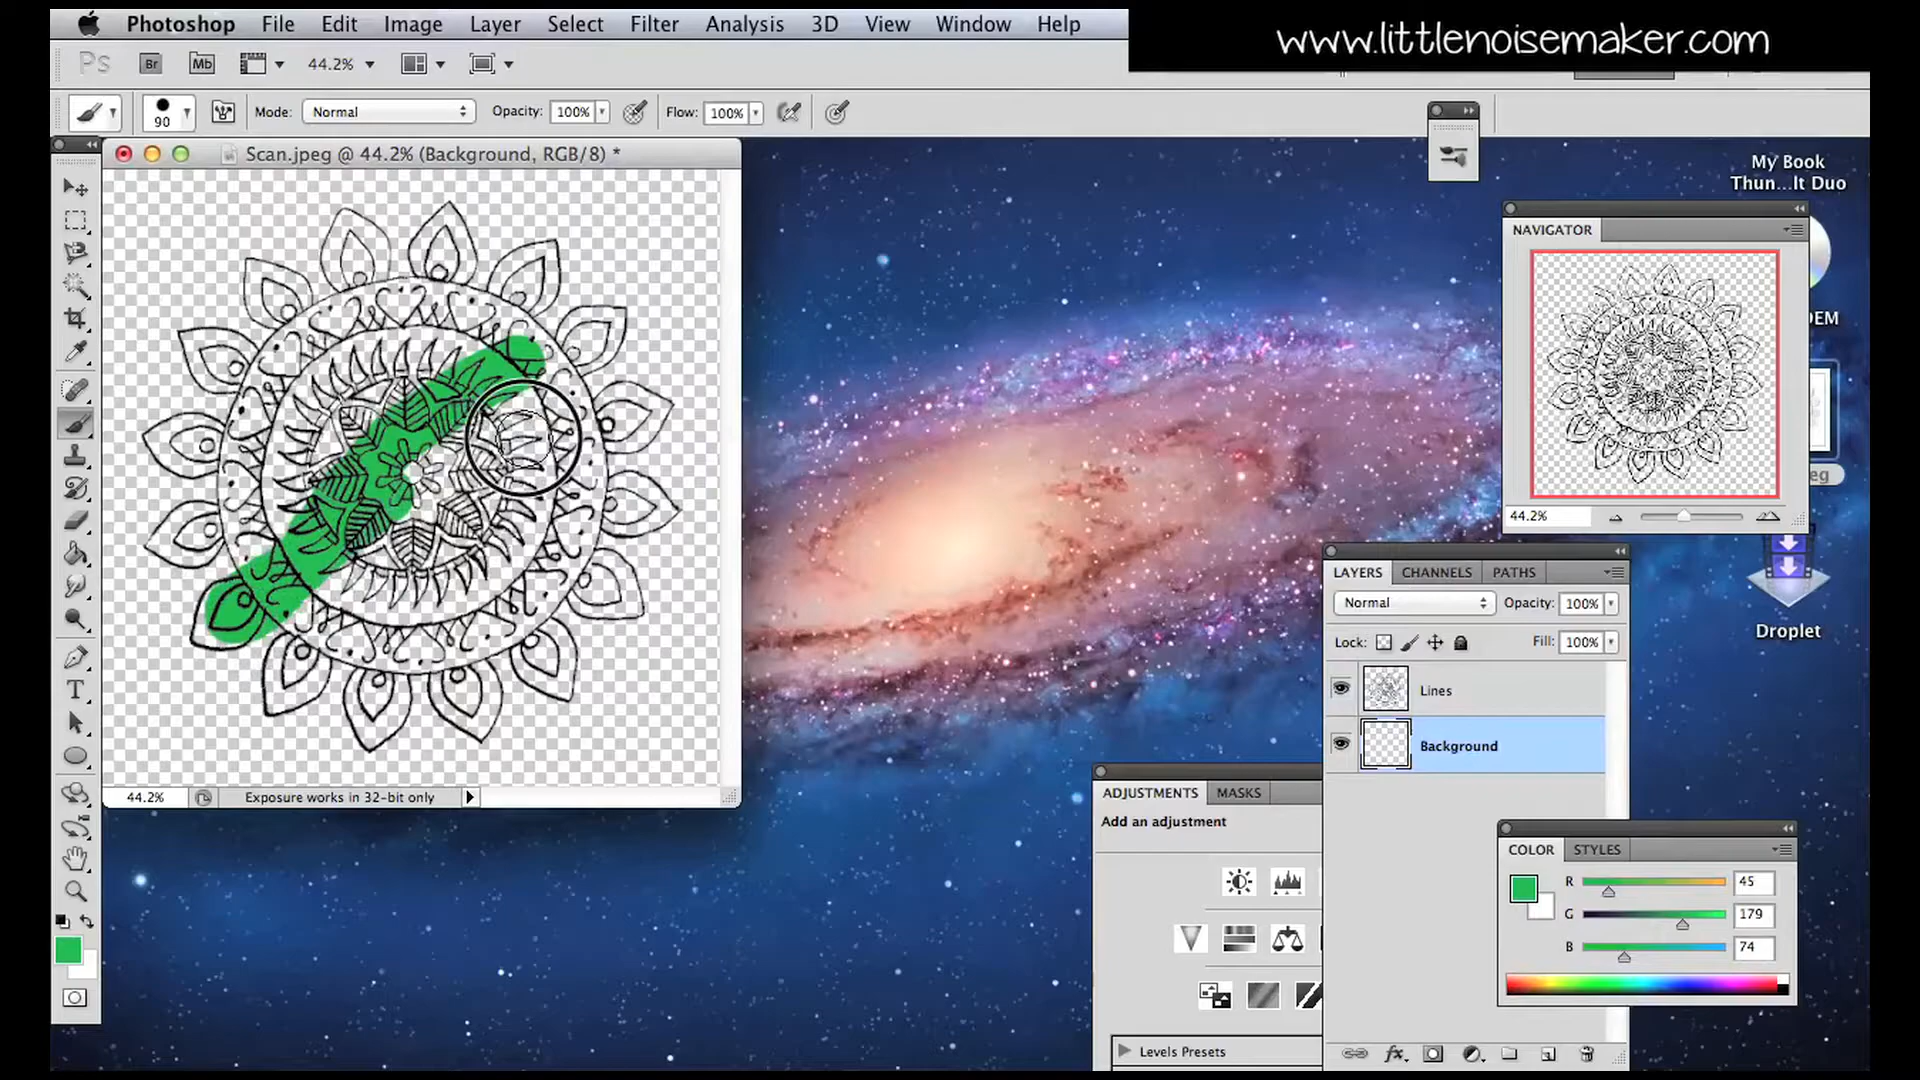 Photoshop File Edit Image Layer Select Filter Analysis 3D View Window Help
www.littlenoisemaker.com
Ps Br Mb 44.2%
90 Mode: Normal Opacity: 100% Flow: 100%
Scan.jpeg @ 44.2% (Background, RGB/8) *
My Book
Thun...lt Duo
NAVIGATOR
44.2%
Droplet
LAYERS CHANNELS PATHS
Normal Opacity: 100%
Lock: Fill: 100%
Lines
Background
T
44.2% Exposure works in 32-bit only
ADJUSTMENTS MASKS
Add an adjustment
Levels Presets
fx
COLOR STYLES
R 45
G 179
B 74